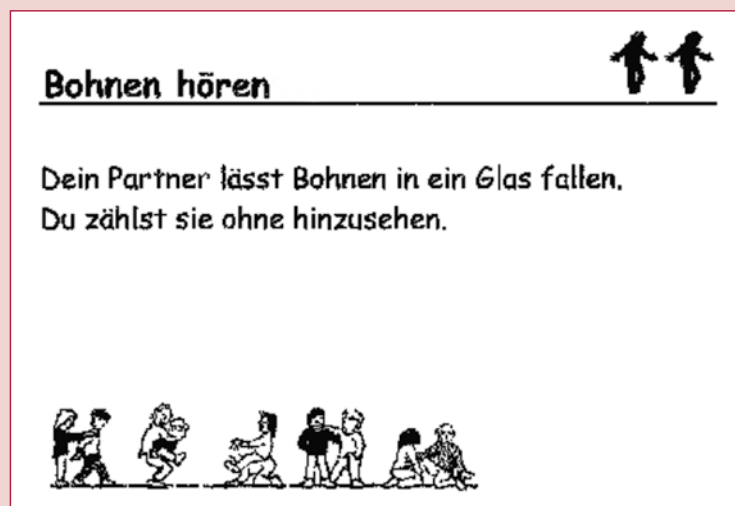 Bohnen hören
Dein Partner lässt Bohnen in ein Glas fallen.
Du zählst sie ohne hinzusehen.